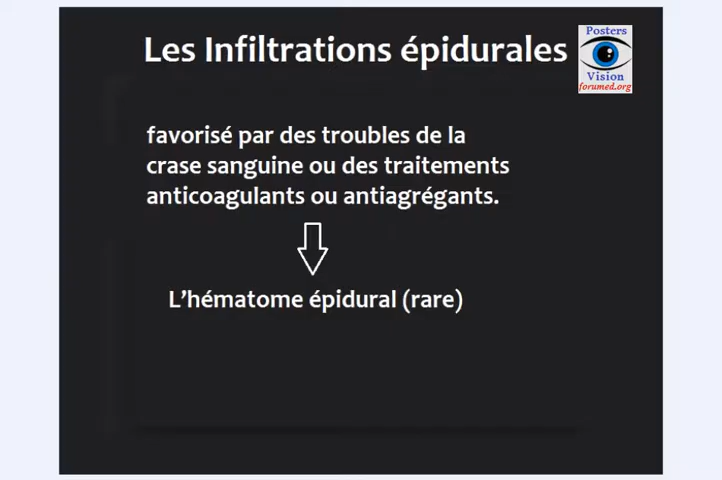 Les Infiltrations épidurales
Posters
Vision
forumed.org
favorisé par des troubles de la
crase sanguine ou des traitements
anticoagulants ou antiagrégants.
L'hématome épidural (rare)